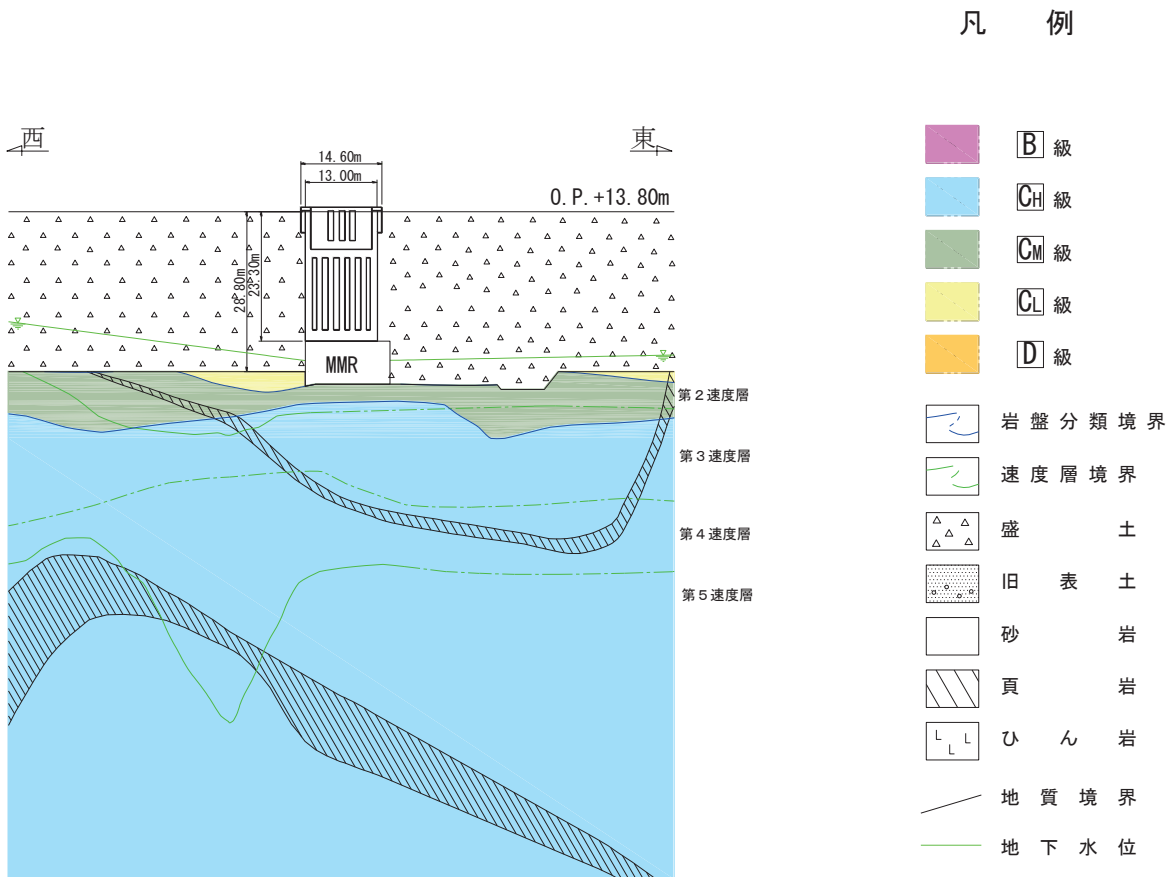 凡 例
西
東
14.60m
13.00m
O.P.+13.80m
28.80m
23.30m
MMR
第2速度層
第3速度層
第4速度層
第5速度層
B 級
CH 級
CM 級
CL 級
D 級
岩盤分類境界
速度層境界
盛土
旧表土
砂岩
頁岩
ひん岩
地質境界
地下水位